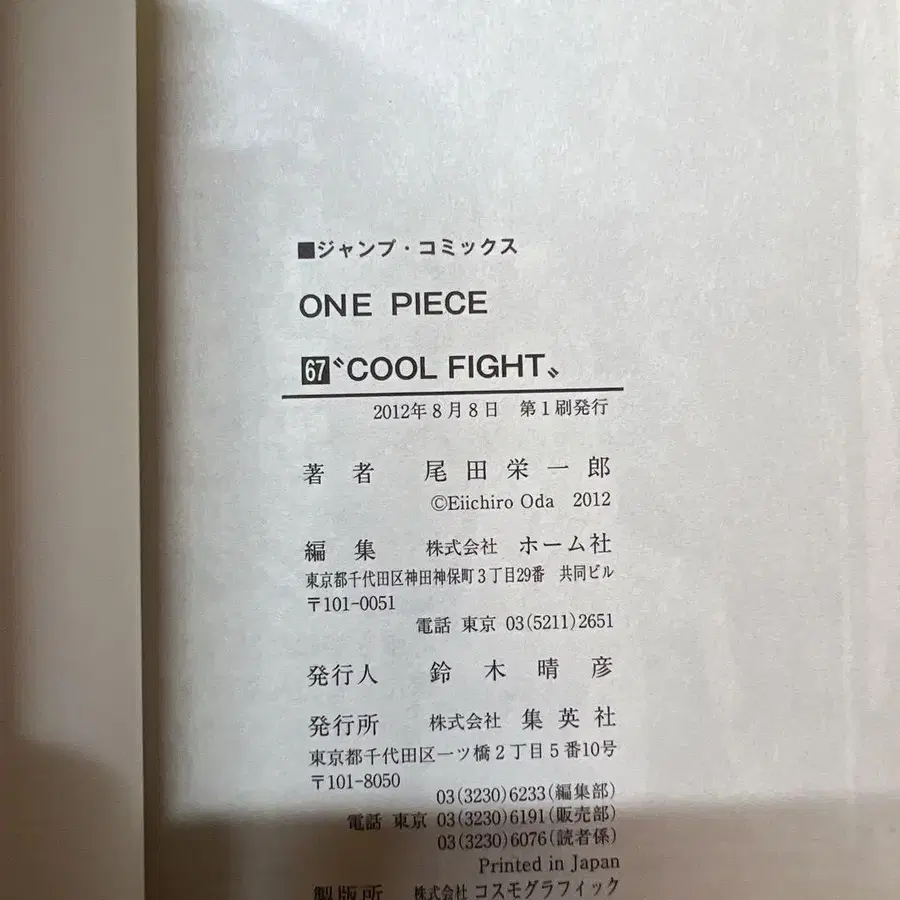 ■ジャンプ・コミックス
ONE PIECE
67〝COOL FIGHT〟
2012年8月8日 第1刷発行
著者 尾田栄一郎
©Eiichiro Oda 2012
編集 株式会社 ホーム社
東京都千代田区神田神保町3丁目29番 共同ビル
〒101-0051
電話 東京 03(5211)2651
発行人 鈴木晴彦
発行所 株式会社 集英社
東京都千代田区一ツ橋2丁目5番10号
〒101-8050
03(3230)6233(編集部)
電話 東京 03(3230)6191(販売部)
03(3230)6076(読者係)
Printed in Japan
製版所 株式会社 コスモグラフィック